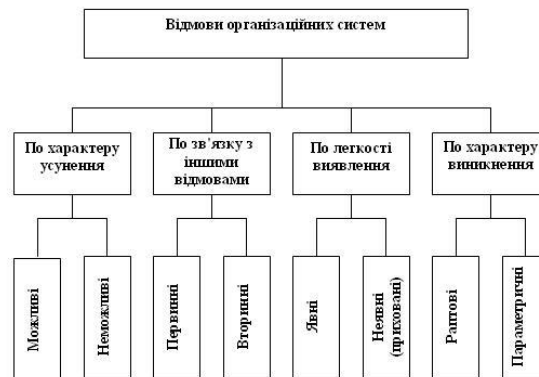 Відмови організаційних систем
По характеру
усунення
По зв'язку з
іншими
відмовами
По легкості
виявлення
По характеру
виникнення
Можливі
Неможливі
Первинні
Вторинні
Явні
Неявні
(приховані)
Раптові
Параметричні